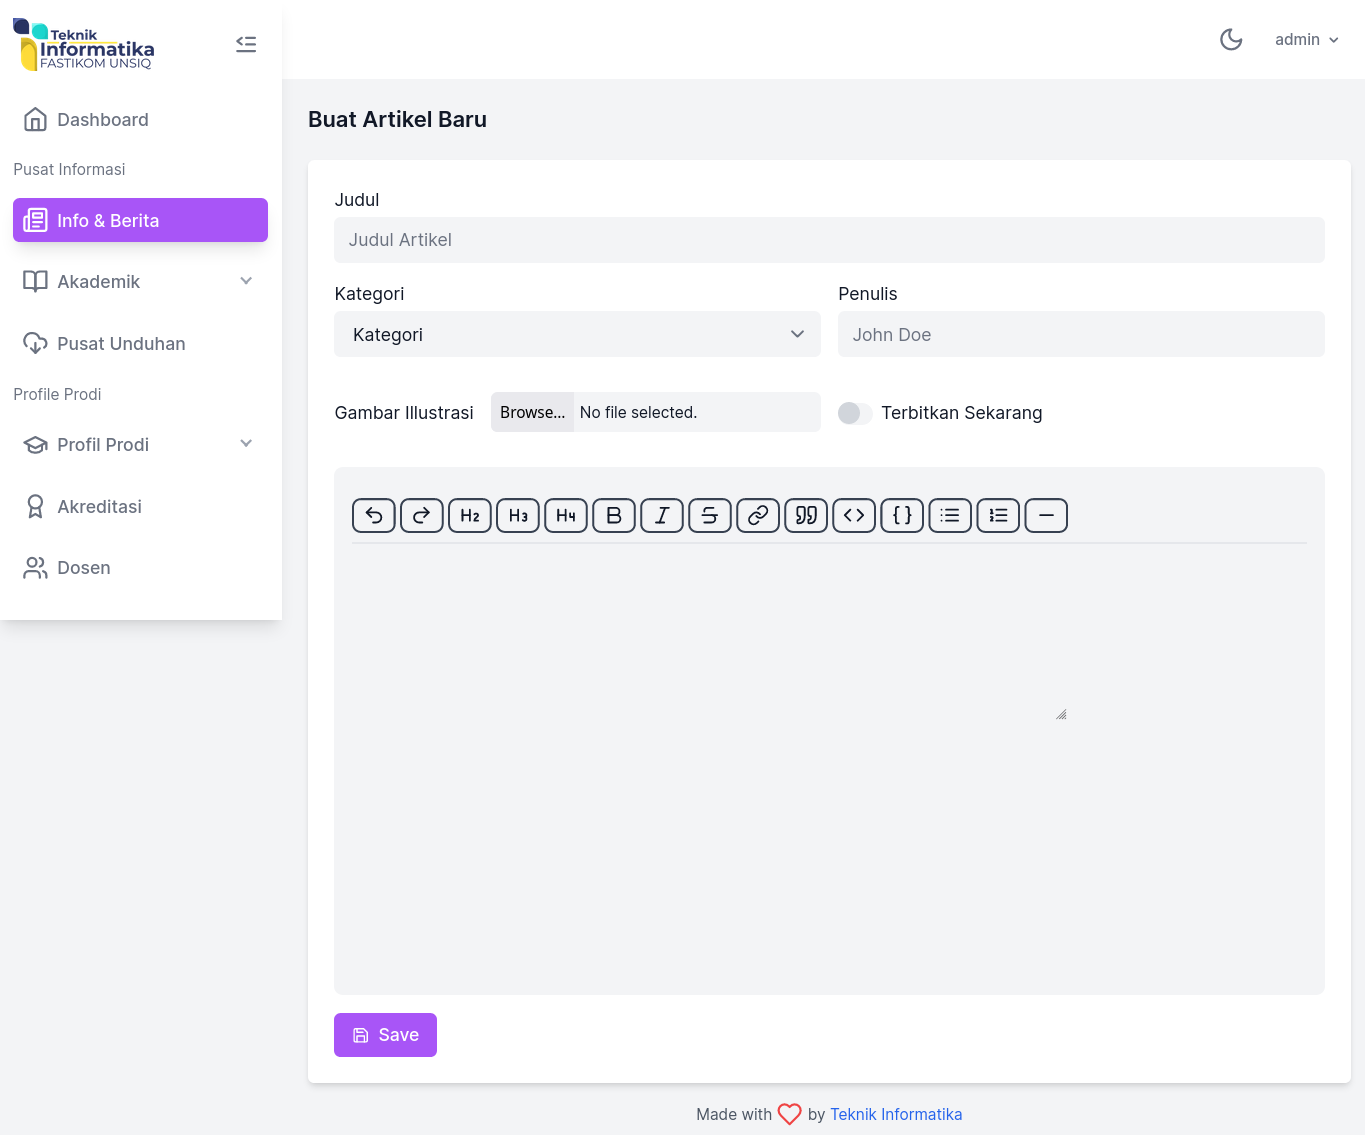 Teknik
Informatika
FASTIKOM UNSIQ
admin
Dashboard
Pusat Informasi
Info & Berita
Akademik
Pusat Unduhan
Profile Prodi
Profil Prodi
Akreditasi
Dosen
Buat Artikel Baru
Judul
Judul Artikel
Kategori
Kategori
Penulis
John Doe
Gambar Illustrasi
Browse... No file selected.
Terbitkan Sekarang
H2 H3 H4 B I S
Save
Made with by Teknik Informatika